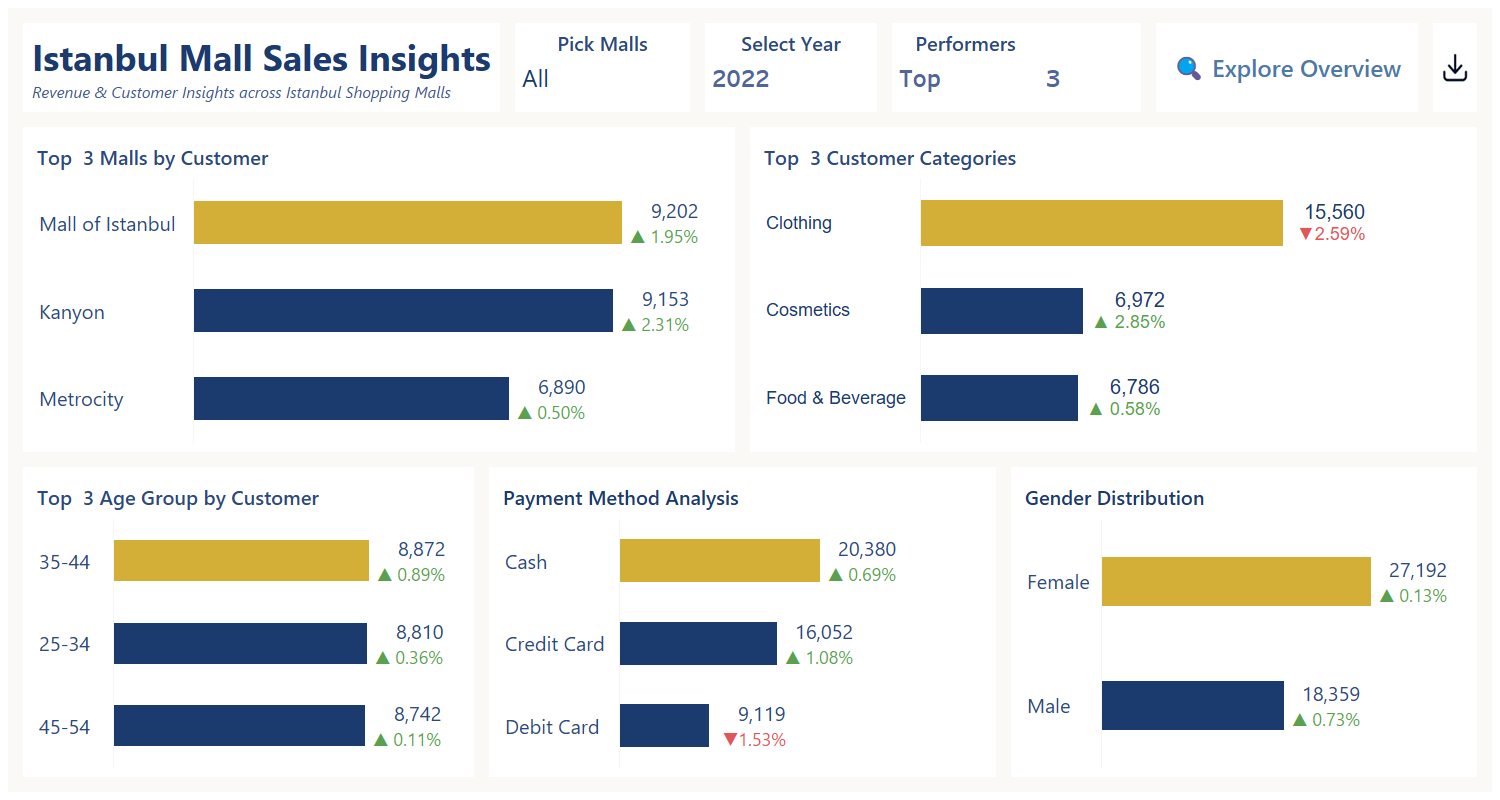 Istanbul Mall Sales Insights
Revenue & Customer Insights across Istanbul Shopping Malls
Pick Malls
All
Select Year
2022
Performers
Top 3
Explore Overview
Top 3 Malls by Customer
Mall of Istanbul
9,202
▲ 1.95%
Kanyon
9,153
▲ 2.31%
Metrocity
6,890
▲ 0.50%
Top 3 Customer Categories
Clothing
15,560
▼2.59%
Cosmetics
6,972
▲ 2.85%
Food & Beverage
6,786
▲ 0.58%
Top 3 Age Group by Customer
35-44
8,872
▲ 0.89%
25-34
8,810
▲ 0.36%
45-54
8,742
▲ 0.11%
Payment Method Analysis
Cash
20,380
▲ 0.69%
Credit Card
16,052
▲ 1.08%
Debit Card
9,119
▼1.53%
Gender Distribution
Female
27,192
▲ 0.13%
Male
18,359
▲ 0.73%